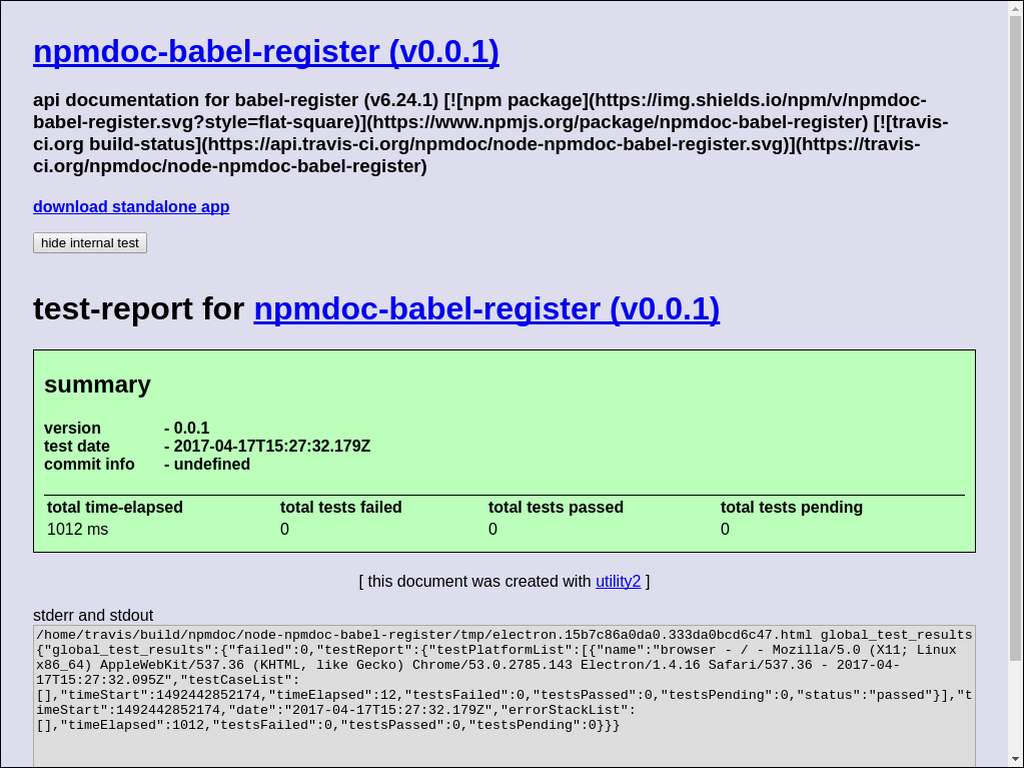 npmdoc-babel-register (v0.0.1)
api documentation for babel-register (v6.24.1) [![npm package](https://img.shields.io/npm/v/npmdoc-
babel-register.svg?style=flat-square)](https://www.npmjs.org/package/npmdoc-babel-register) [![travis-
ci.org build-status](https://api.travis-ci.org/npmdoc/node-npmdoc-babel-register.svg)](https://travis-
ci.org/npmdoc/node-npmdoc-babel-register)
download standalone app
hide internal test
test-report for npmdoc-babel-register (v0.0.1)
summary
version - 0.0.1
test date - 2017-04-17T15:27:32.179Z
commit info - undefined
total time-elapsed total tests failed total tests passed total tests pending
1012 ms 0 0 0
[ this document was created with utility2 ]
stderr and stdout
/home/travis/build/npmdoc/node-npmdoc-babel-register/tmp/electron.15b7c86a0da0.333da0bcd6c47.html global_test_results
{"global_test_results":{"failed":0,"testReport":{"testPlatformList":[{"name":"browser - / - Mozilla/5.0 (X11; Linux
x86_64) AppleWebKit/537.36 (KHTML, like Gecko) Chrome/53.0.2785.143 Electron/1.4.16 Safari/537.36 - 2017-04-
17T15:27:32.095Z","testCaseList":
[],"timeStart":1492442852174,"timeElapsed":12,"testsFailed":0,"testsPassed":0,"testsPending":0,"status":"passed"}],"t
imeStart":1492442852174,"date":"2017-04-17T15:27:32.179Z","errorStackList":
[],"timeElapsed":1012,"testsFailed":0,"testsPassed":0,"testsPending":0}}}